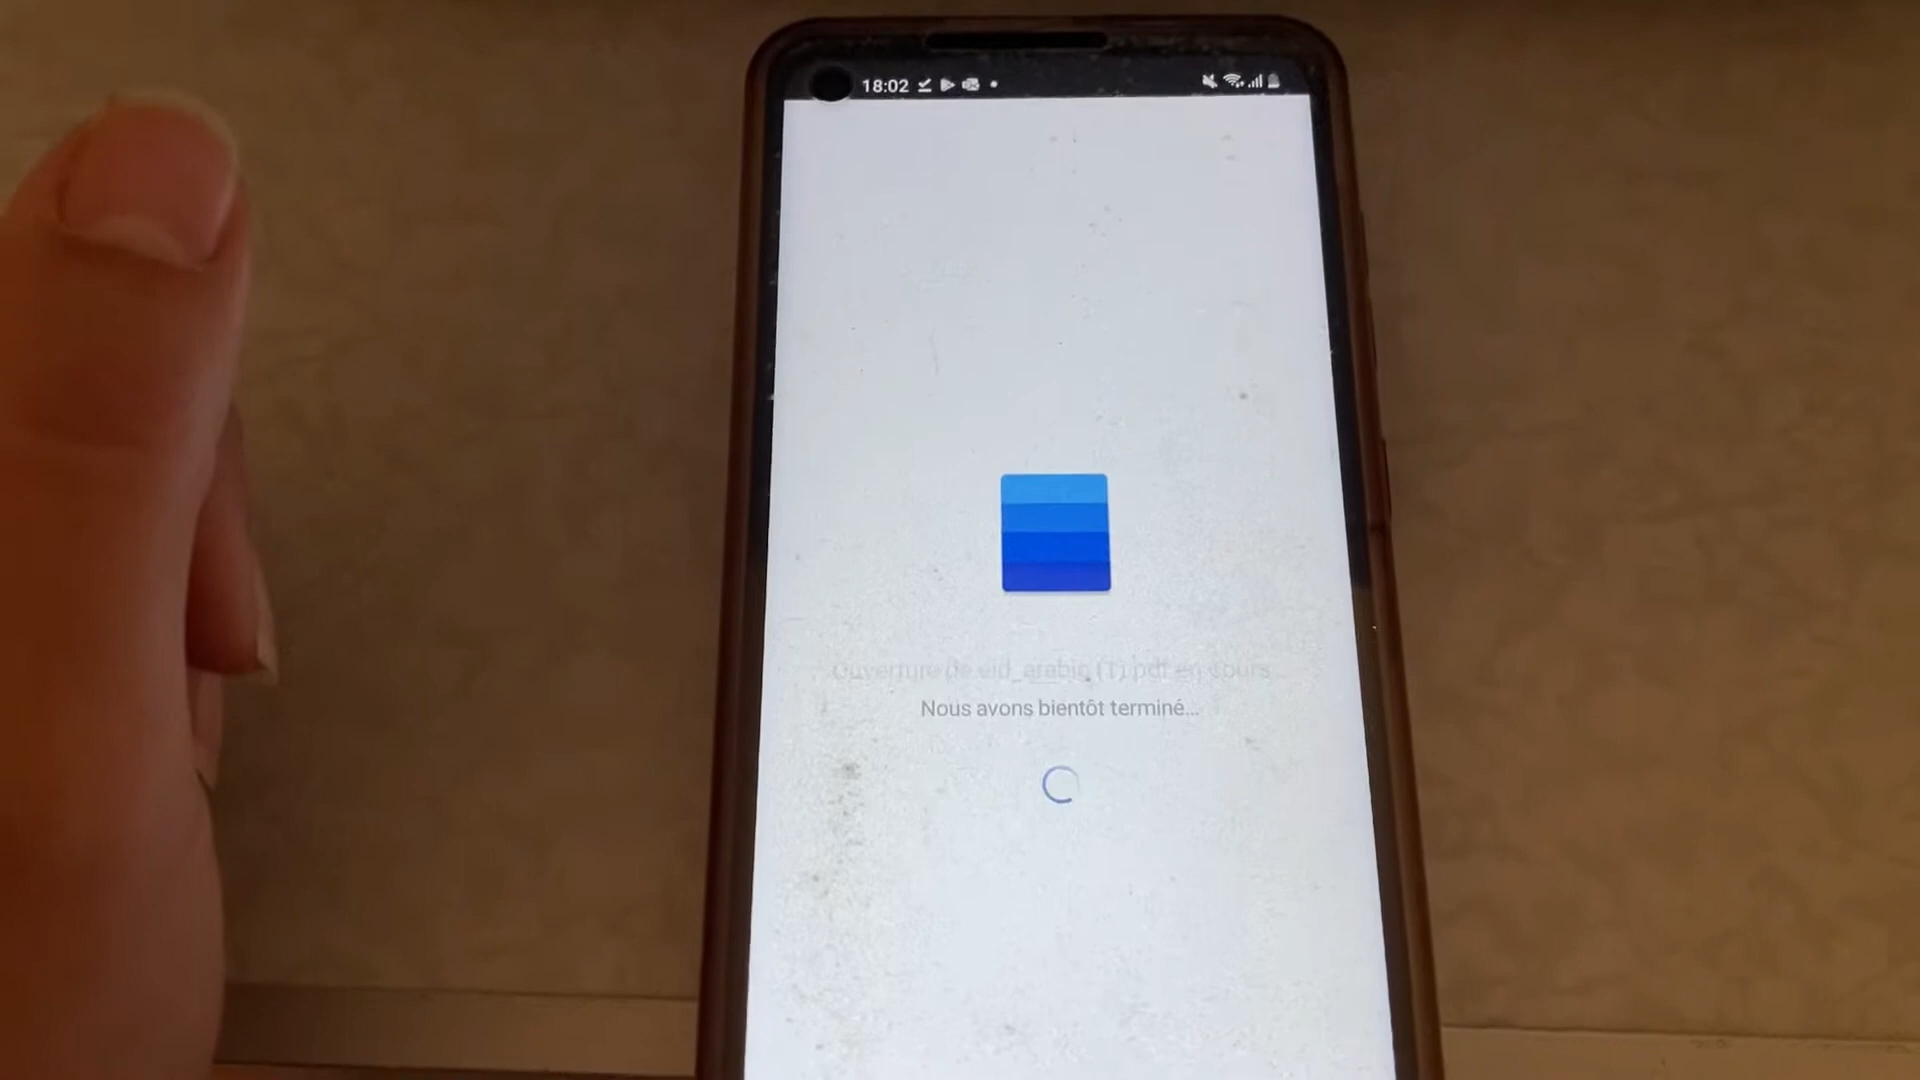 18:02
Ouverture de eid_arabic (1).pdf en cours
Nous avons bientôt terminé...